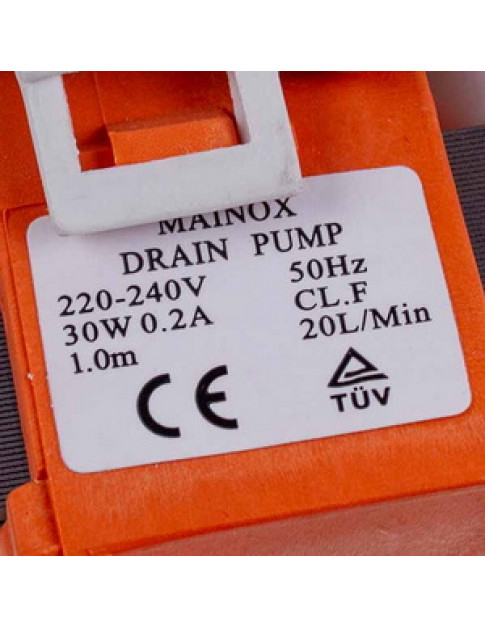 MAINOX
DRAIN PUMP
220-240V 50Hz
30W 0.2A CL.F
1.0m 20L/Min
CE
TÜV